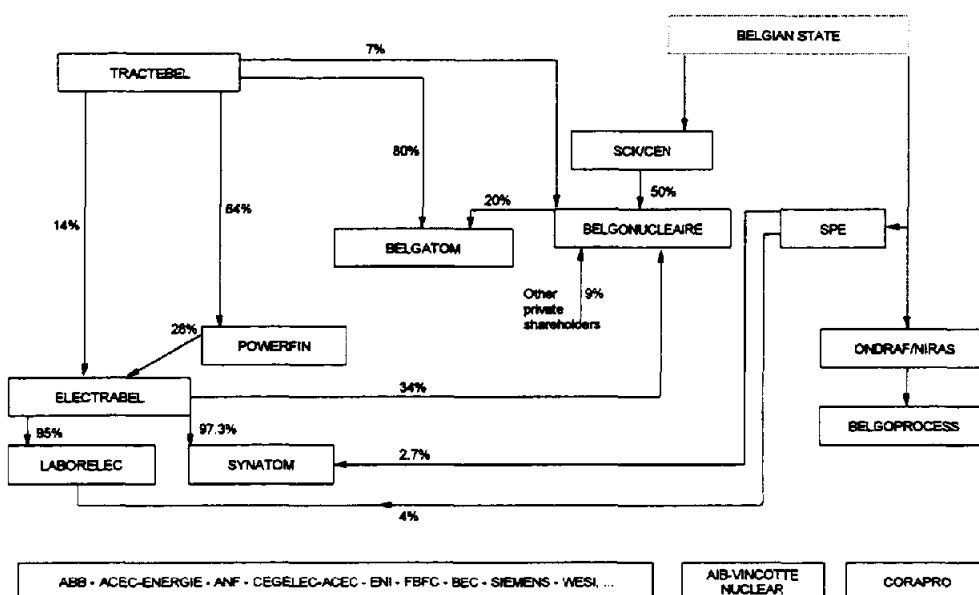 7%
BELGIAN STATE
TRACTEBEL
SCK/CEN
80%
50%
64%
20%
14%
BELGONUCLEAIRE
SPE
BELGATOM
Other
private
shareholders
9%
26%
POWERFIN
ONDRAF/NIRAS
ELECTRABEL
34%
95%
97.3%
BELGOPROCESS
LABORELEC
SYNATOM
2.7%
4%
ABB - ACEC-ENERGIE - ANF - CEGELEC-ACEC - ENI - FBFC - BEC - SIEMENS - WESI, ...
AIB-VINCOTTE
NUCLEAR
CORAPRO